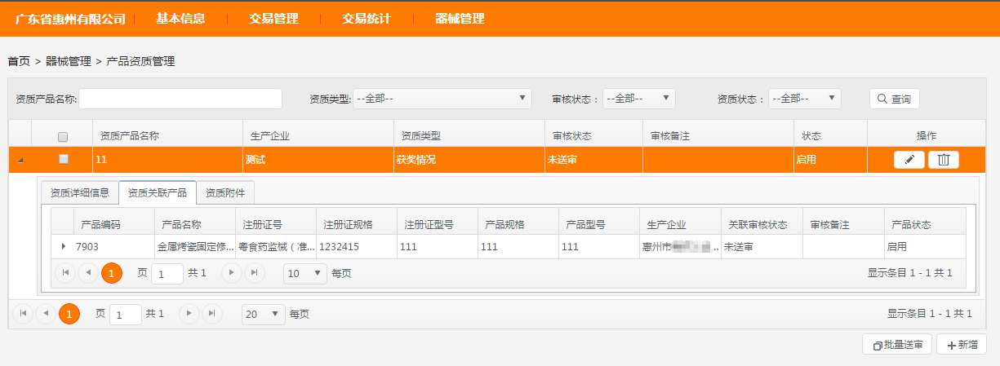 广东省惠州有限公司 基本信息 交易管理 交易统计 器械管理
首页 > 器械管理 > 产品资质管理
资质产品名称: 资质类型: --全部-- 审核状态： --全部-- 资质状态： --全部-- 查询
资质产品名称 生产企业 资质类型 审核状态 审核备注 状态 操作
11 测试 获奖情况 未送审 启用
资质详细信息 资质关联产品 资质附件
产品编码 产品名称 注册证号 注册证规格 注册证型号 产品规格 产品型号 生产企业 关联审核状态 审核备注 产品状态
7903 金属烤瓷固定修... 粤食药监械（准... 1232415 111 111 111 惠州市 ... 未送审 启用
1 页 1 共 1 10 每页 显示条目 1 - 1 共 1
1 页 1 共 1 20 每页 显示条目 1 - 1 共 1
批量送审 新增